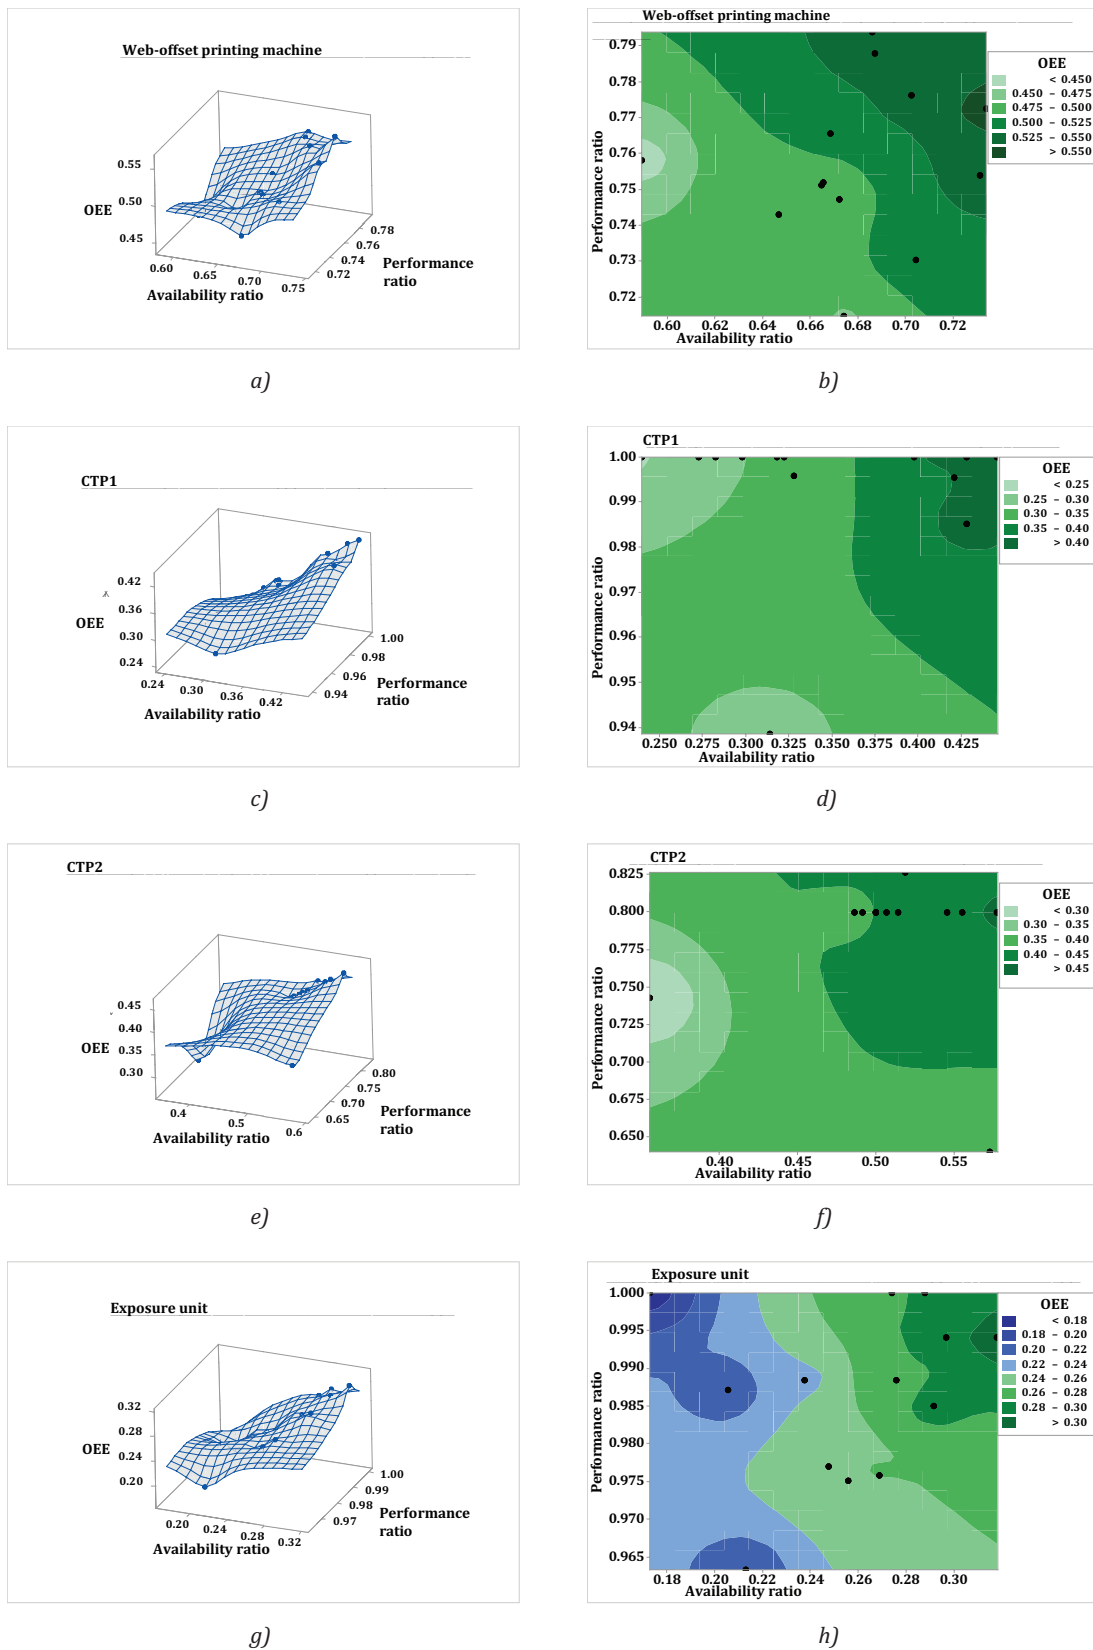 Web-offset printing machine
0.55
0.50
0.45
OEE
0.60
0.65
0.70
0.75
Availability ratio
0.72
0.74
0.76
0.78
Performance
ratio
a)
Web-offset printing machine
Performance ratio
0.79
0.78
0.77
0.76
0.75
0.74
0.73
0.72
0.60 0.62 0.64 0.66 0.68 0.70 0.72
Availability ratio
OEE
< 0.450
0.450 – 0.475
0.475 – 0.500
0.500 – 0.525
0.525 – 0.550
> 0.550
b)
CTP1
0.42
0.36
0.30
0.24
OEE
0.24
0.30
0.36
0.42
Availability ratio
0.94
0.96
0.98
1.00
Performance
ratio
c)
CTP1
Performance ratio
1.00
0.99
0.98
0.97
0.96
0.95
0.94
0.250 0.275 0.300 0.325 0.350 0.375 0.400 0.425
Availability ratio
OEE
< 0.25
0.25 – 0.30
0.30 – 0.35
0.35 – 0.40
> 0.40
d)
CTP2
0.45
0.40
0.35
0.30
OEE
0.4
0.5
0.6
Availability ratio
0.65
0.70
0.75
0.80
Performance
ratio
e)
CTP2
Performance ratio
0.825
0.800
0.775
0.750
0.725
0.700
0.675
0.650
0.40 0.45 0.50 0.55
Availability ratio
OEE
< 0.30
0.30 – 0.35
0.35 – 0.40
0.40 – 0.45
> 0.45
f)
Exposure unit
0.32
0.28
0.24
0.20
OEE
0.20
0.24
0.28
0.32
Availability ratio
0.97
0.98
0.99
1.00
Performance
ratio
g)
Exposure unit
Performance ratio
1.000
0.995
0.990
0.985
0.980
0.975
0.970
0.965
0.18 0.20 0.22 0.24 0.26 0.28 0.30
Availability ratio
OEE
< 0.18
0.18 – 0.20
0.20 – 0.22
0.22 – 0.24
0.24 – 0.26
0.26 – 0.28
0.28 – 0.30
> 0.30
h)